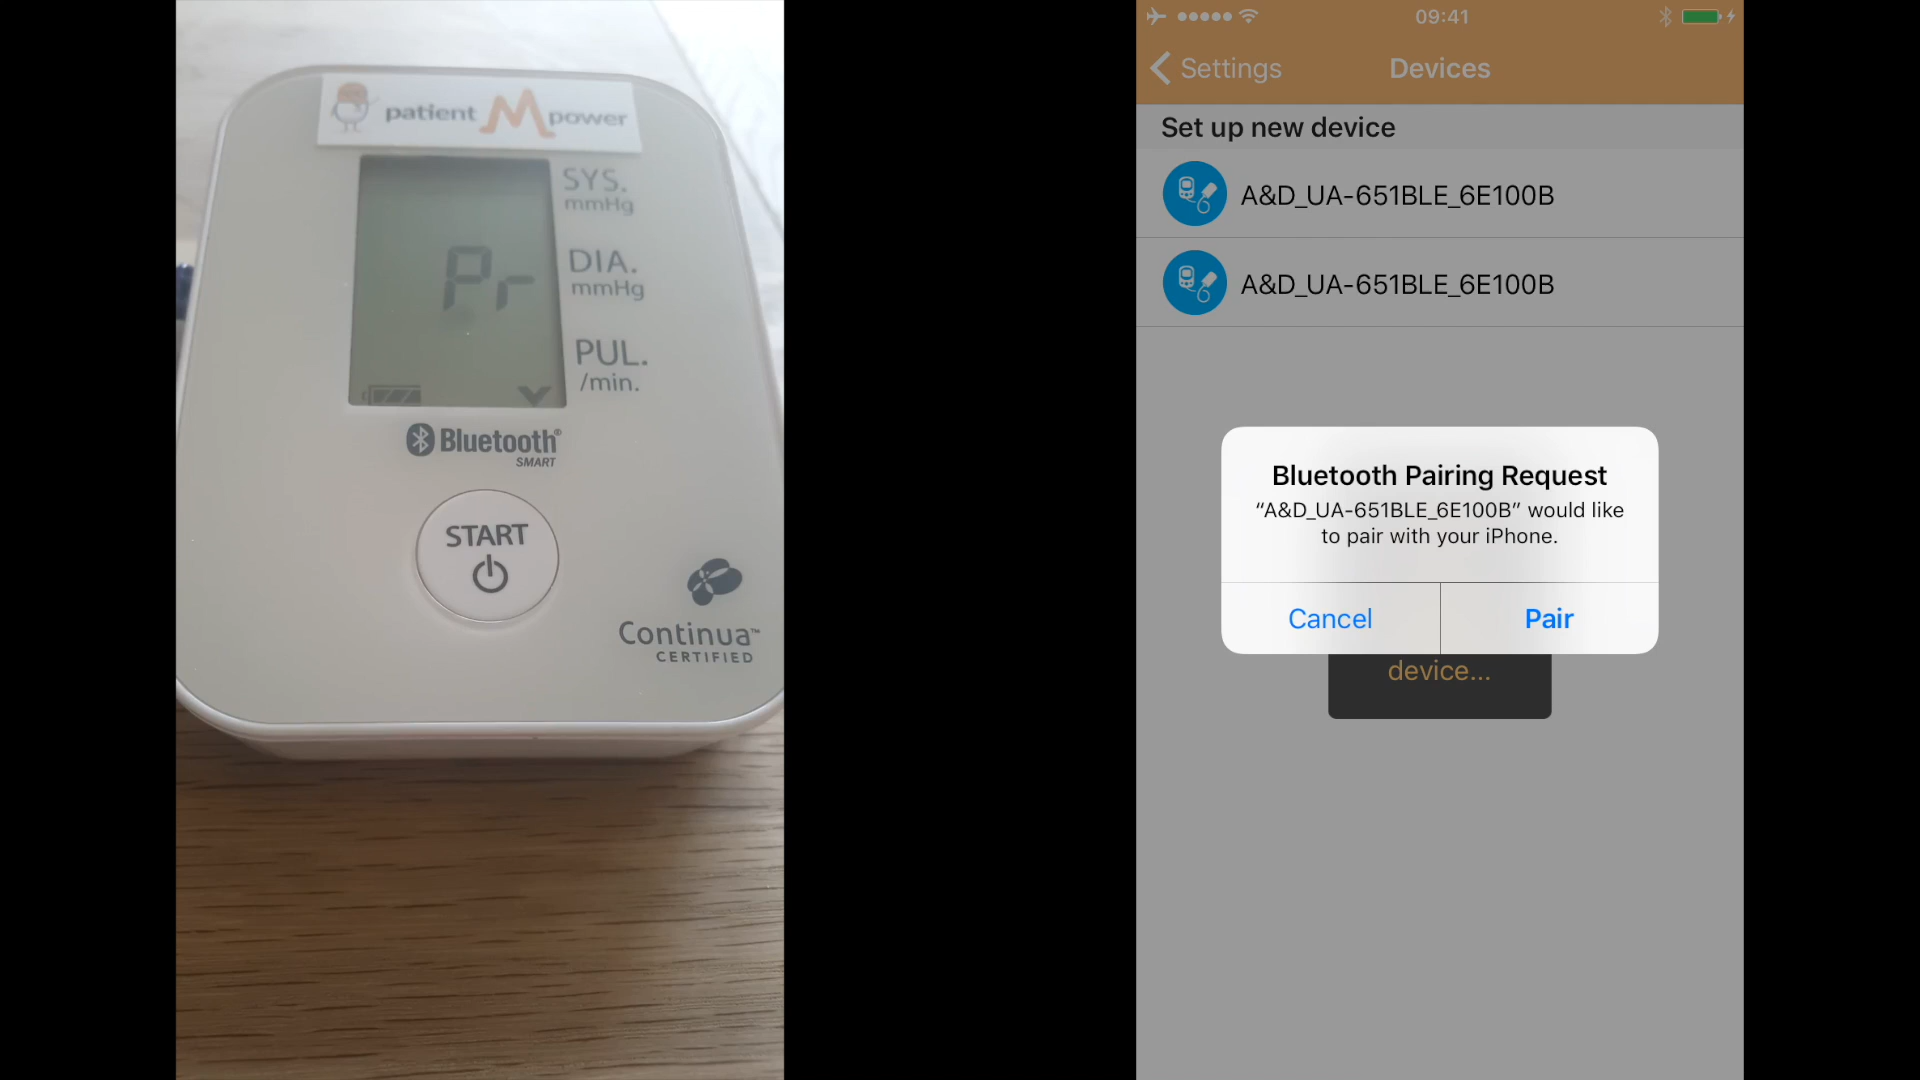 patient Mpower
SYS.
mmHg
Pr
DIA.
mmHg
PUL.
/min.
Bluetooth®
SMART
START
Continua™
CERTIFIED
09:41
Settings
Devices
Set up new device
A&D_UA-651BLE_6E100B
A&D_UA-651BLE_6E100B
Bluetooth Pairing Request
“A&D_UA-651BLE_6E100B” would like
to pair with your iPhone.
Cancel
Pair
device...